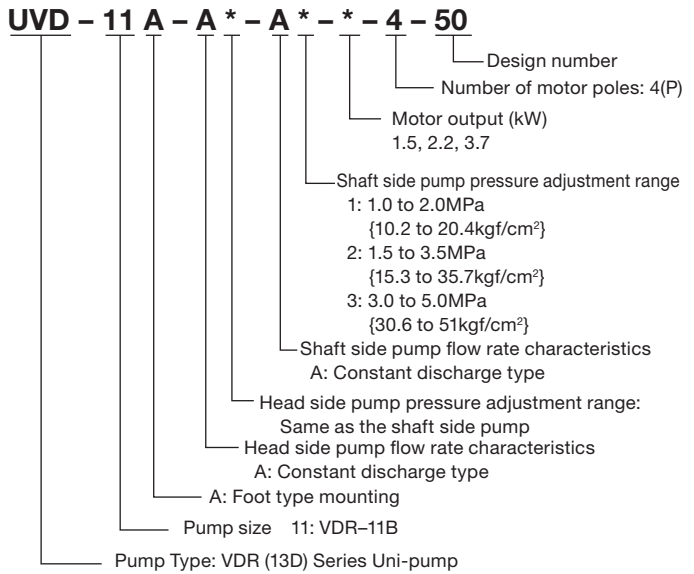 UVD – 11 A – A * – A * – * – 4 – 50
Design number
Number of motor poles: 4(P)
Motor output (kW)
1.5, 2.2, 3.7
Shaft side pump pressure adjustment range
1: 1.0 to 2.0MPa
{10.2 to 20.4kgf/cm²}
2: 1.5 to 3.5MPa
{15.3 to 35.7kgf/cm²}
3: 3.0 to 5.0MPa
{30.6 to 51kgf/cm²}
Shaft side pump flow rate characteristics
A: Constant discharge type
Head side pump pressure adjustment range:
Same as the shaft side pump
Head side pump flow rate characteristics
A: Constant discharge type
A: Foot type mounting
Pump size 11: VDR–11B
Pump Type: VDR (13D) Series Uni-pump